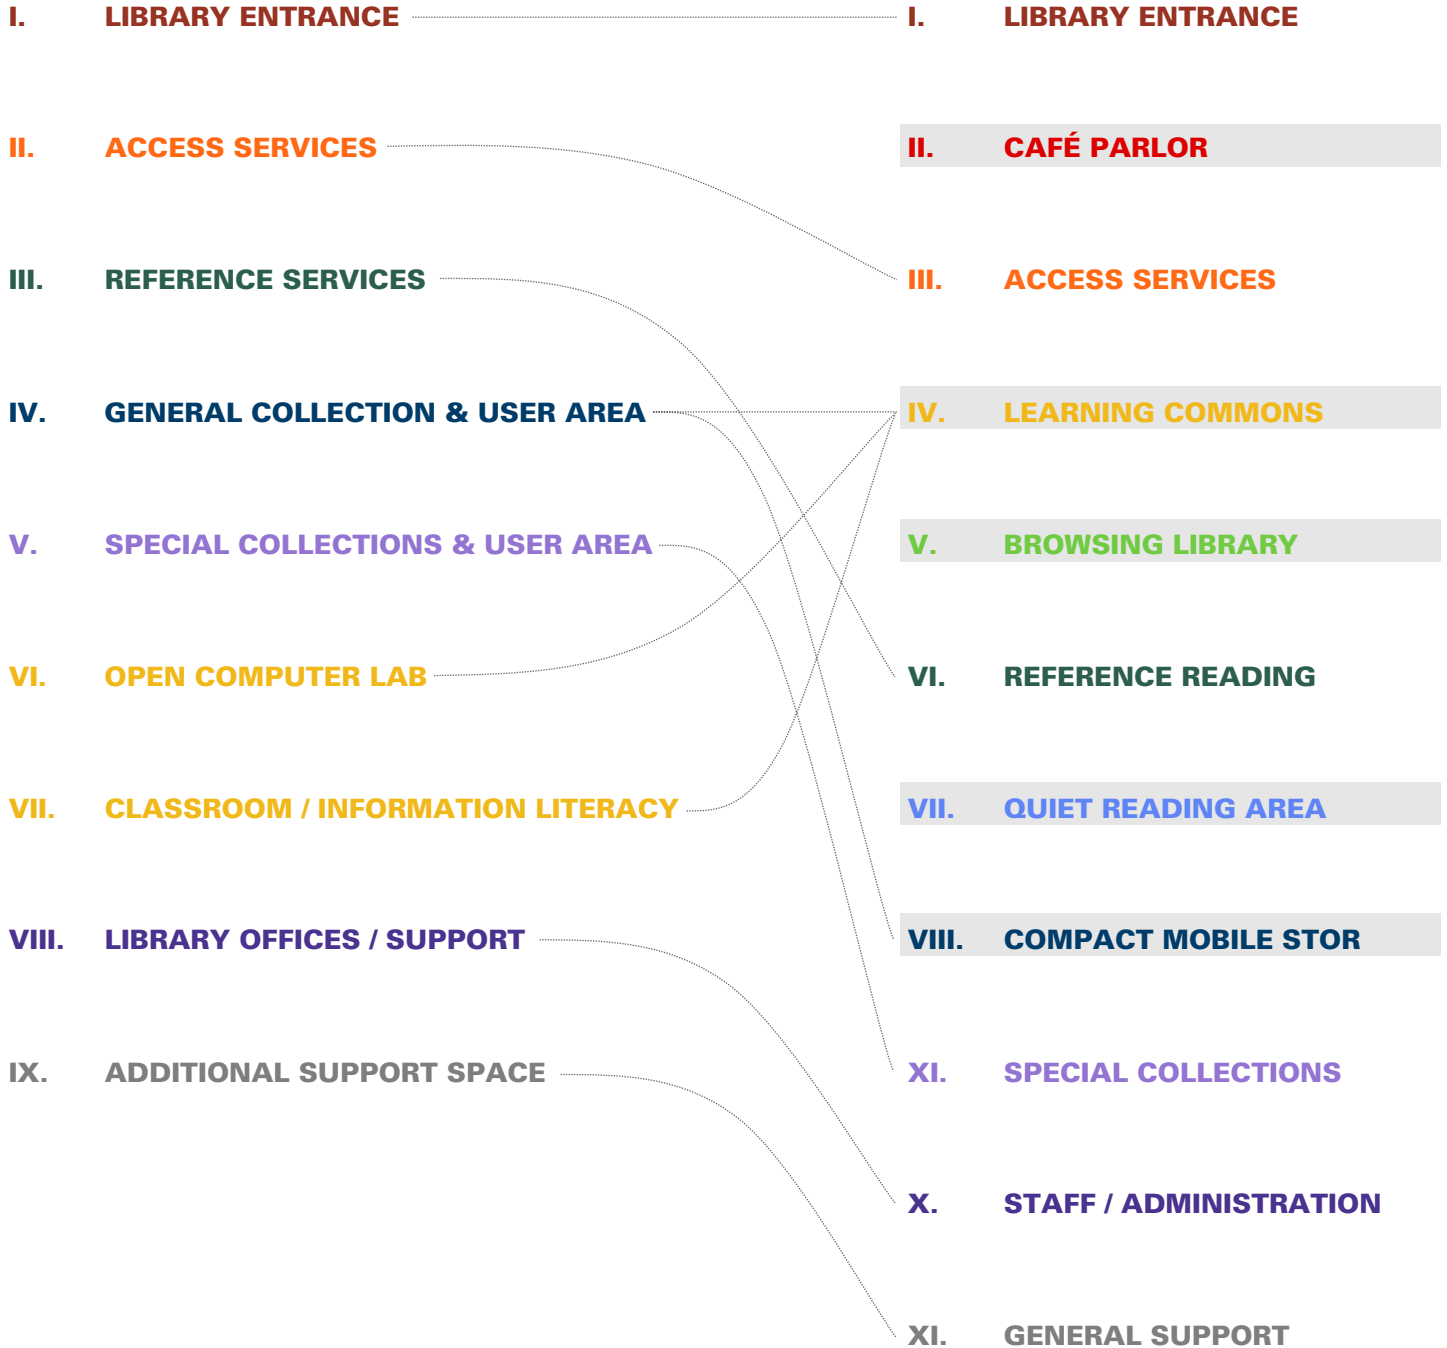 I. LIBRARY ENTRANCE I. LIBRARY ENTRANCE
II. ACCESS SERVICES II. CAFÉ PARLOR
III. REFERENCE SERVICES III. ACCESS SERVICES
IV. GENERAL COLLECTION & USER AREA IV. LEARNING COMMONS
V. SPECIAL COLLECTIONS & USER AREA V. BROWSING LIBRARY
VI. OPEN COMPUTER LAB VI. REFERENCE READING
VII. CLASSROOM / INFORMATION LITERACY VII. QUIET READING AREA
VIII. LIBRARY OFFICES / SUPPORT VIII. COMPACT MOBILE STOR
IX. ADDITIONAL SUPPORT SPACE XI. SPECIAL COLLECTIONS
X. STAFF / ADMINISTRATION
XI. GENERAL SUPPORT